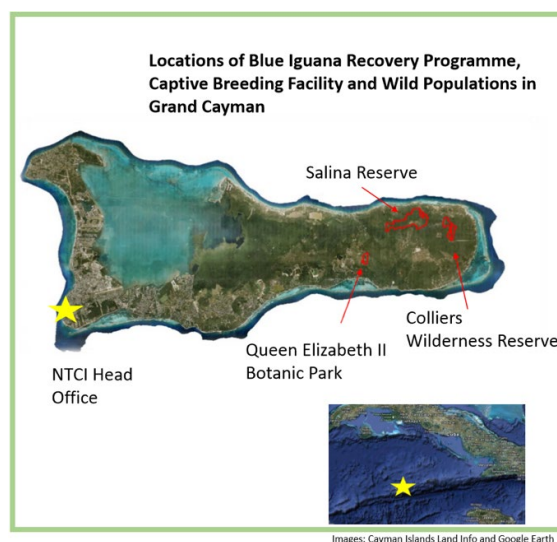 Locations of Blue Iguana Recovery Programme,
Captive Breeding Facility and Wild Populations in
Grand Cayman
Salina Reserve
Colliers
Wilderness Reserve
Queen Elizabeth II
Botanic Park
NTCI Head
Office
Images: Cayman Islands Land Info and Google Earth